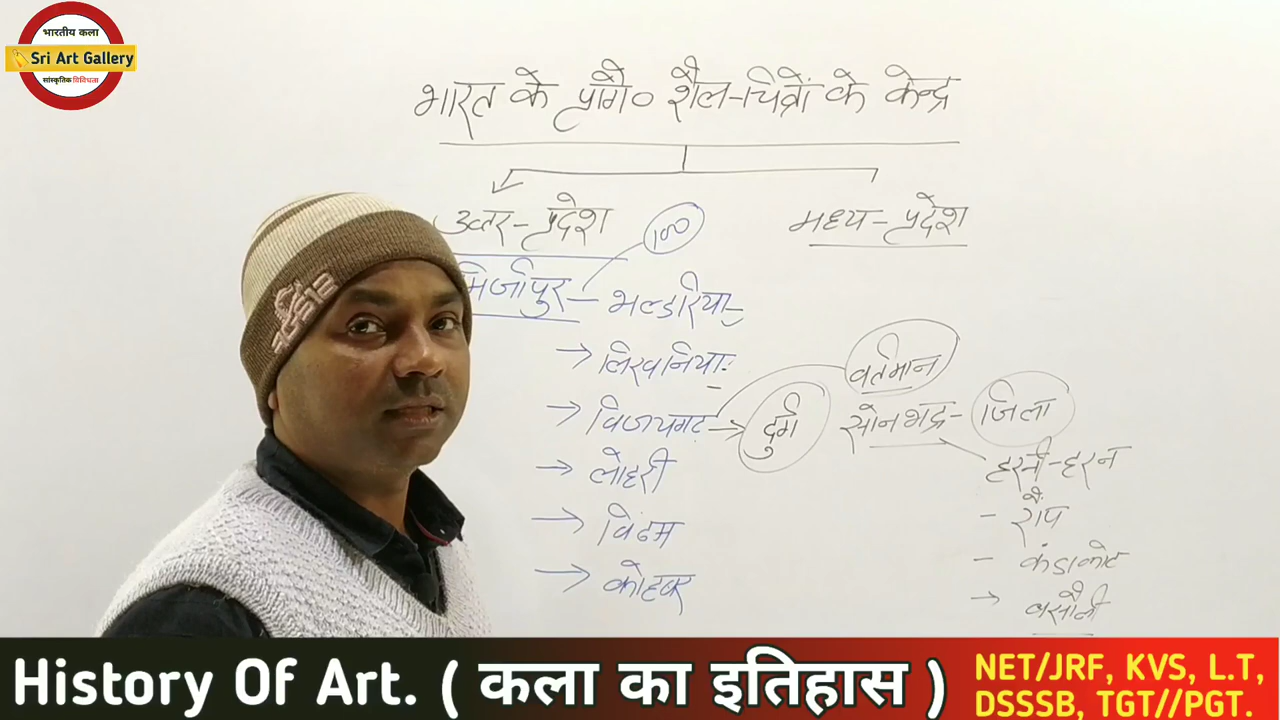 भारतीय कला
Sri Art Gallery
सांस्कृतिक विविधता
भारत के प्रागै० शैल-चित्रों के केन्द्र
उत्तर-प्रदेश
मध्य-प्रदेश
100
मिर्जापुर - भल्डारिया-
→ लिखनिया:
→ विजयगढ़ → दुर्ग
वर्तमान
सोनभद्र - जिला
→ लोहरी
→ विढम
→ कोहबर
हरनी-हरन
- रौंप
- कंडाकोट
→ बसौली
History Of Art. ( कला का इतिहास )
NET/JRF, KVS, L.T,
DSSSB, TGT//PGT.